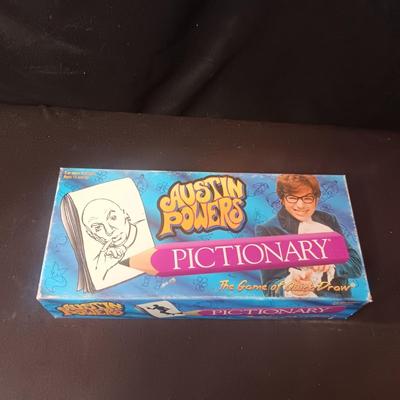 AUSTIN
POWERS
PICTIONARY
The Game of Quick Draw
AUSTIN
POWERS
PICTIONARY